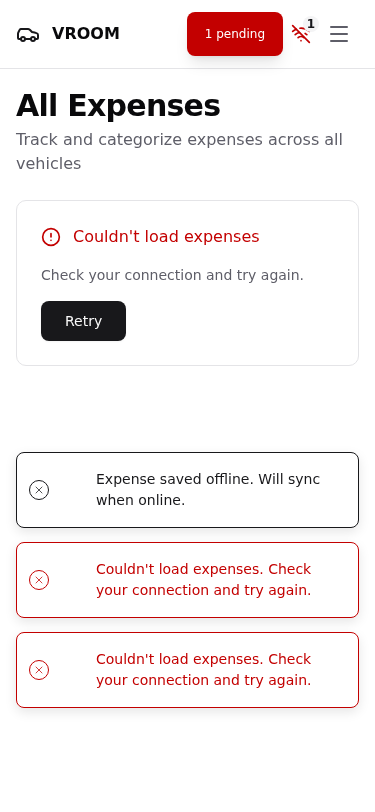 VROOM
1 pending
1
All Expenses
Track and categorize expenses across all
vehicles
Couldn't load expenses
Check your connection and try again.
Retry
Expense saved offline. Will sync
when online.
Couldn't load expenses. Check
your connection and try again.
Couldn't load expenses. Check
your connection and try again.